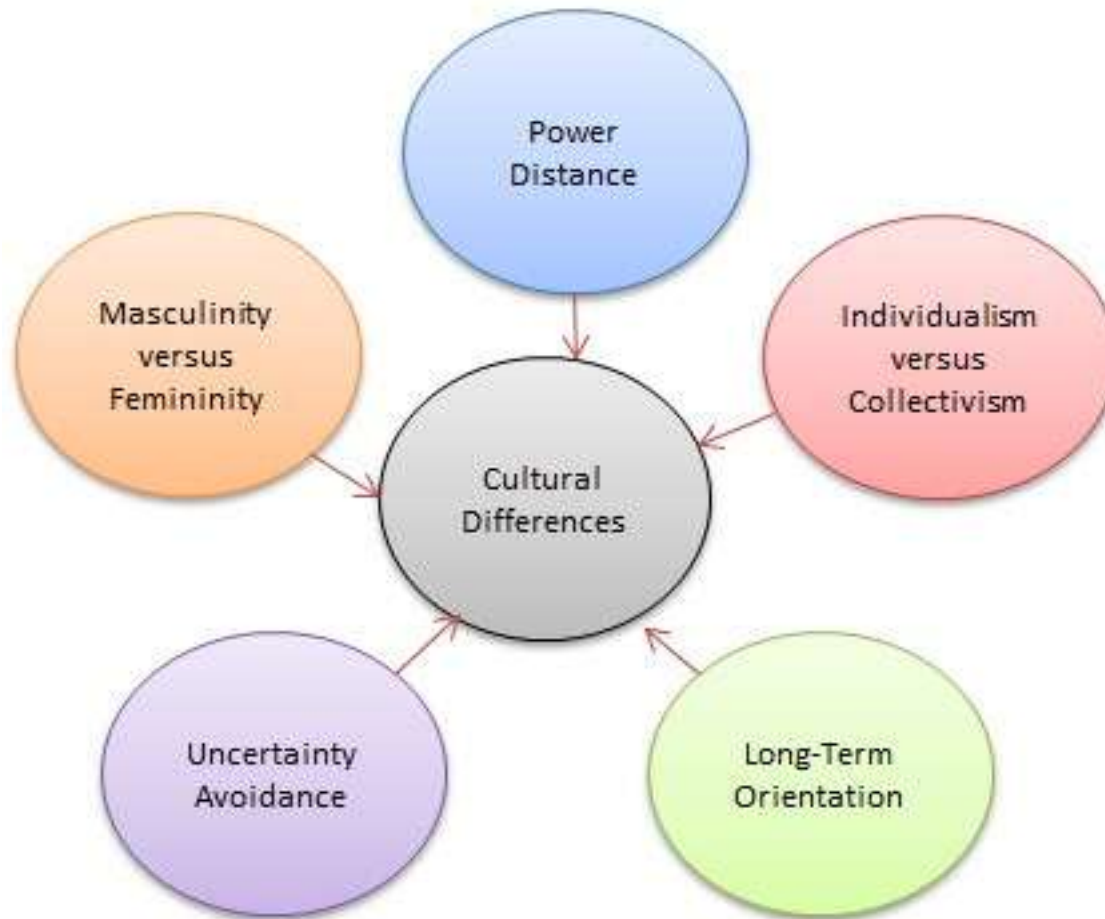 Power
Distance
Masculinity
versus
Femininity
Individualism
versus
Collectivism
Cultural
Differences
Uncertainty
Avoidance
Long-Term
Orientation